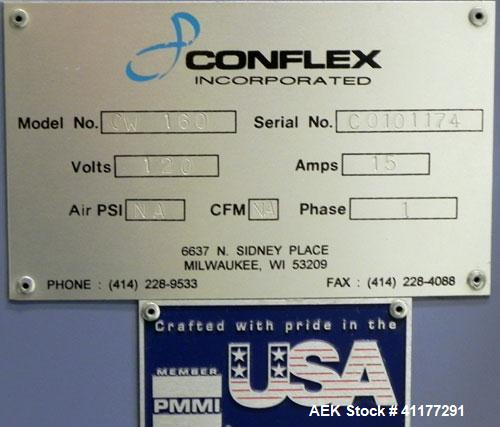 CONFLEX
INCORPORATED
Model No. CW 160 Serial No. C0101174
Volts 120 Amps 15
Air PSI NA CFM NA Phase 1
6637 N. SIDNEY PLACE
MILWAUKEE, WI 53209
PHONE : (414) 228-9533 FAX : (414) 228-4088
Crafted with pride in the
MEMBER
USA
PMMI
AEK Stock # 41177291